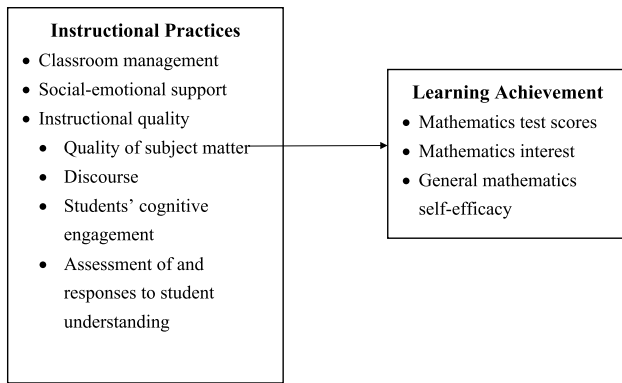 Instructional Practices
• Classroom management
• Social-emotional support
• Instructional quality
• Quality of subject matter
• Discourse
• Students’ cognitive
engagement
• Assessment of and
responses to student
understanding
Learning Achievement
• Mathematics test scores
• Mathematics interest
• General mathematics
self-efficacy